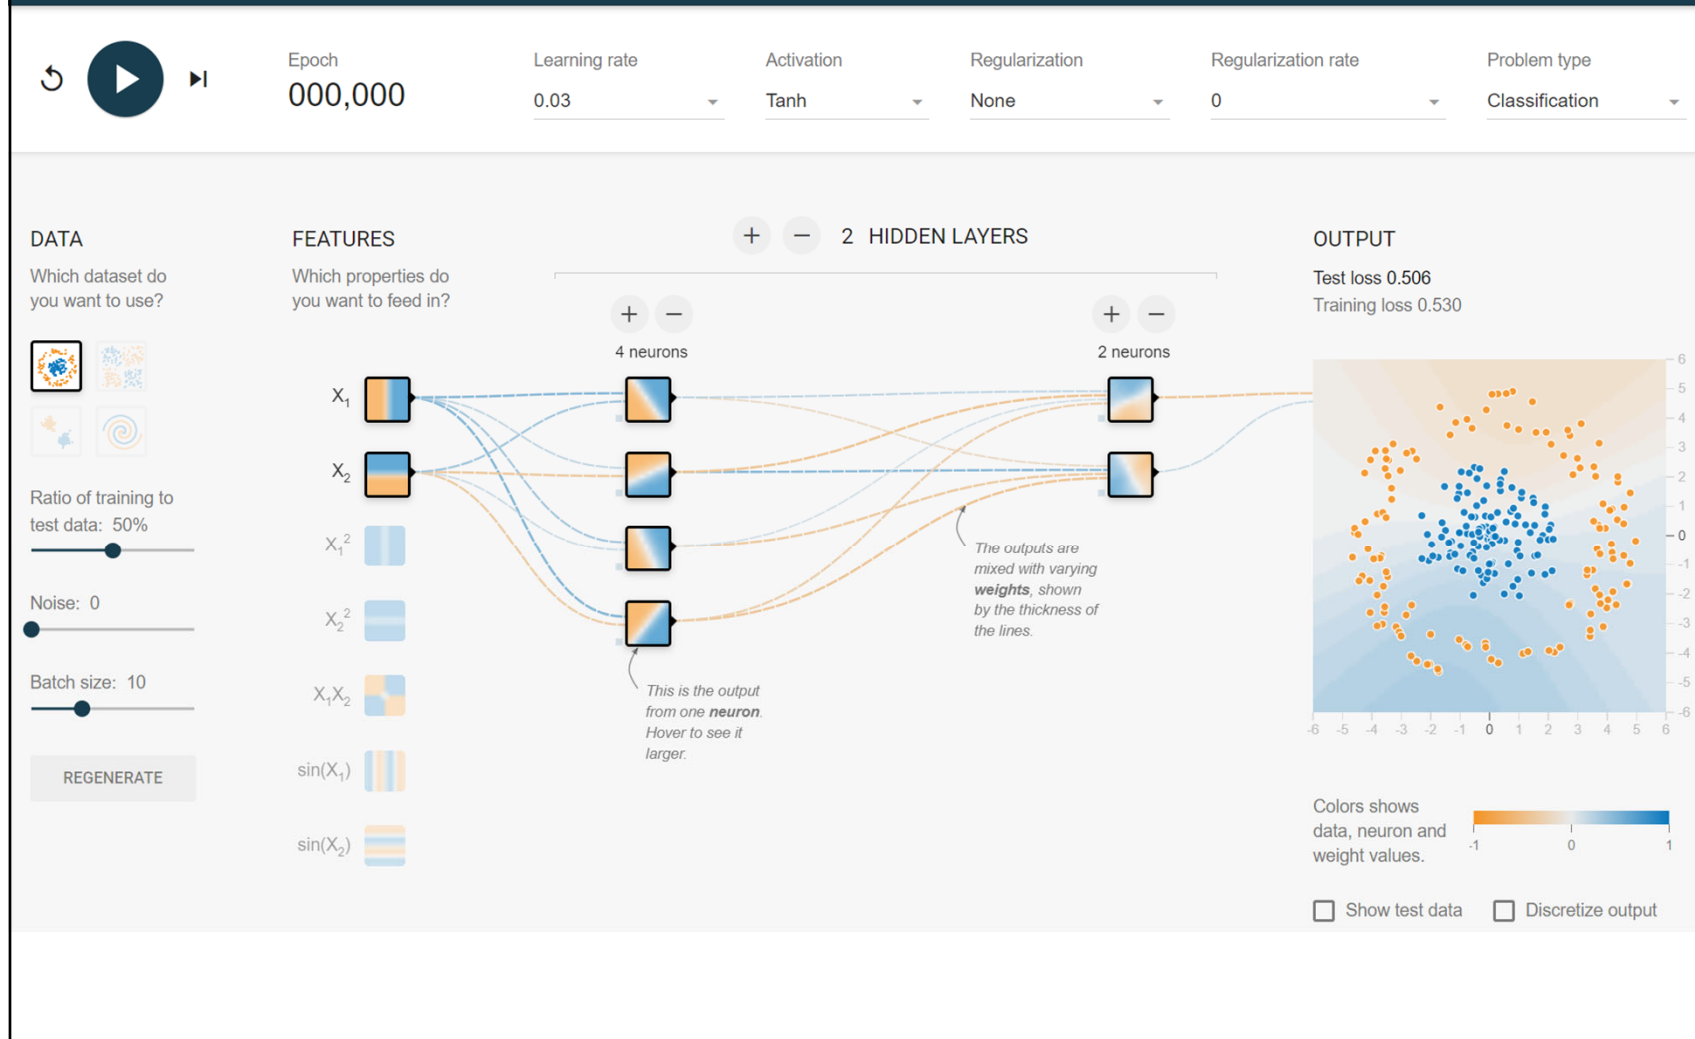 Epoch
000,000
Learning rate
0.03
Activation
Tanh
Regularization
None
Regularization rate
0
Problem type
Classification
DATA
Which dataset do
you want to use?
Ratio of training to
test data: 50%
Noise: 0
Batch size: 10
REGENERATE
FEATURES
Which properties do
you want to feed in?
X₁
X₂
X₁²
X₂²
X₁X₂
sin(X₁)
sin(X₂)
2 HIDDEN LAYERS
4 neurons
2 neurons
This is the output
from one neuron.
Hover to see it
larger.
The outputs are
mixed with varying
weights, shown
by the thickness of
the lines.
OUTPUT
Test loss 0.506
Training loss 0.530
6
5
4
3
2
1
0
-1
-2
-3
-4
-5
-6
-6 -5 -4 -3 -2 -1 0 1 2 3 4 5 6
Colors shows
data, neuron and
weight values.
-1 0 1
Show test data
Discretize output